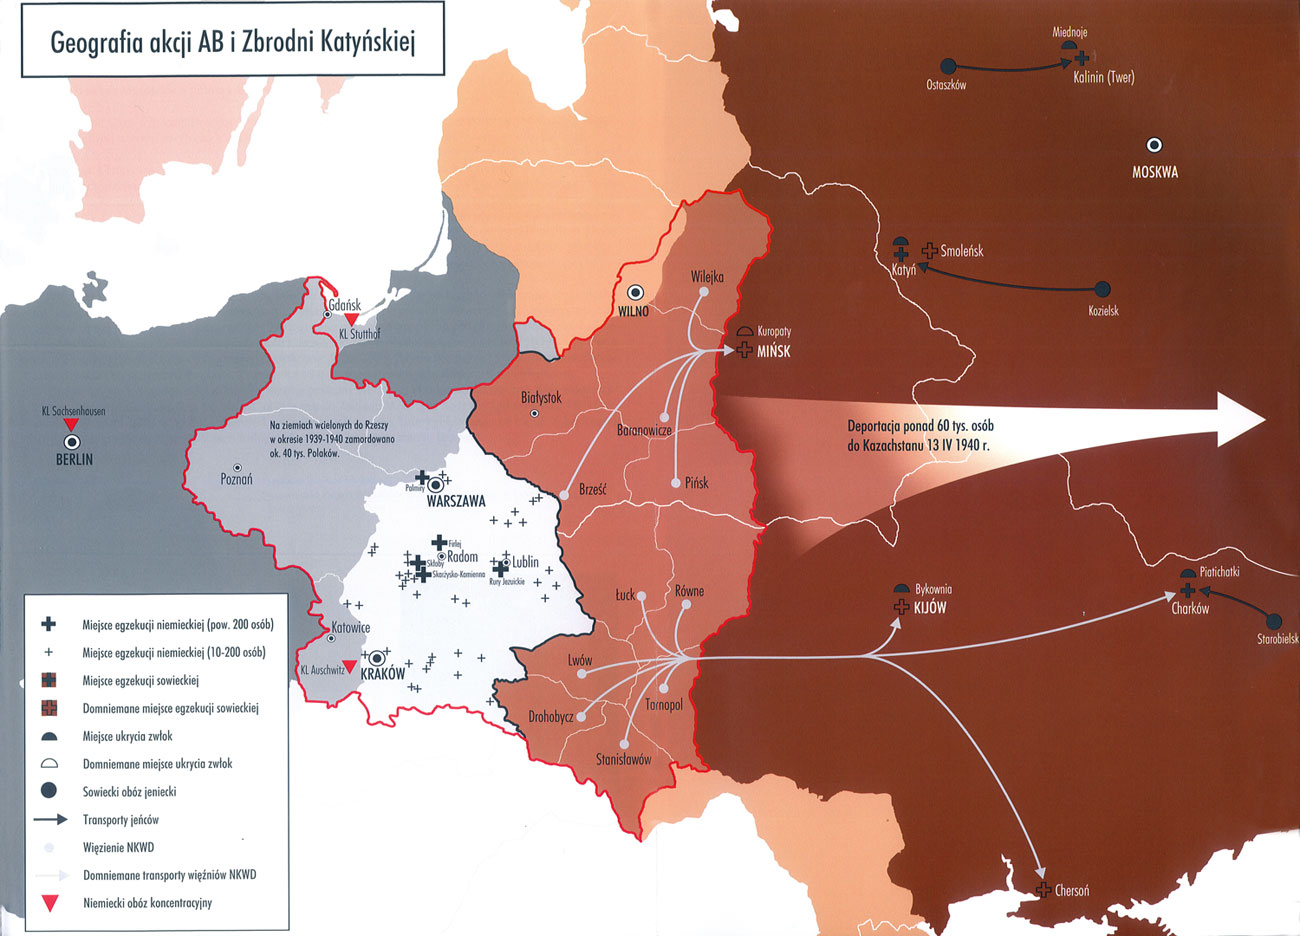 Geografia akcji AB i Zbrodni Katyńskiej
Miednoje
Kalinin (Twer)
Ostaszków
MOSKWA
Smoleńsk
Katyń
Kozielsk
Wilejka
WILNO
Kuropaty
MIŃSK
Gdańsk
KL Stutthof
KL Sachsenhausen
BERLIN
Białystok
Baranowicze
Na ziemiach wcielonych do Rzeszy
w okresie 1939-1940 zamordowano
ok. 40 tys. Polaków.
Deportacja ponad 60 tys. osób
do Kazachstanu 13 IV 1940 r.
Poznań
Palmiry
WARSZAWA
Brześć
Pińsk
Firlej
Radom
Skłoby
Skarżysko-Kamienna
Lublin
Rury Jezuickie
Łuck
Równe
Bykownia
KIJÓW
Piatichatki
Charków
Starobielsk
Katowice
KL Auschwitz
KRAKÓW
Lwów
Tarnopol
Drohobycz
Stanisławów
Chersoń
Miejsce egzekucji niemieckiej (pow. 200 osób)
Miejsce egzekucji niemieckiej (10-200 osób)
Miejsce egzekucji sowieckiej
Domniemane miejsce egzekucji sowieckiej
Miejsce ukrycia zwłok
Domniemane miejsce ukrycia zwłok
Sowiecki obóz jeniecki
Transporty jeńców
Więzienie NKWD
Domniemane transporty więźniów NKWD
Niemiecki obóz koncentracyjny